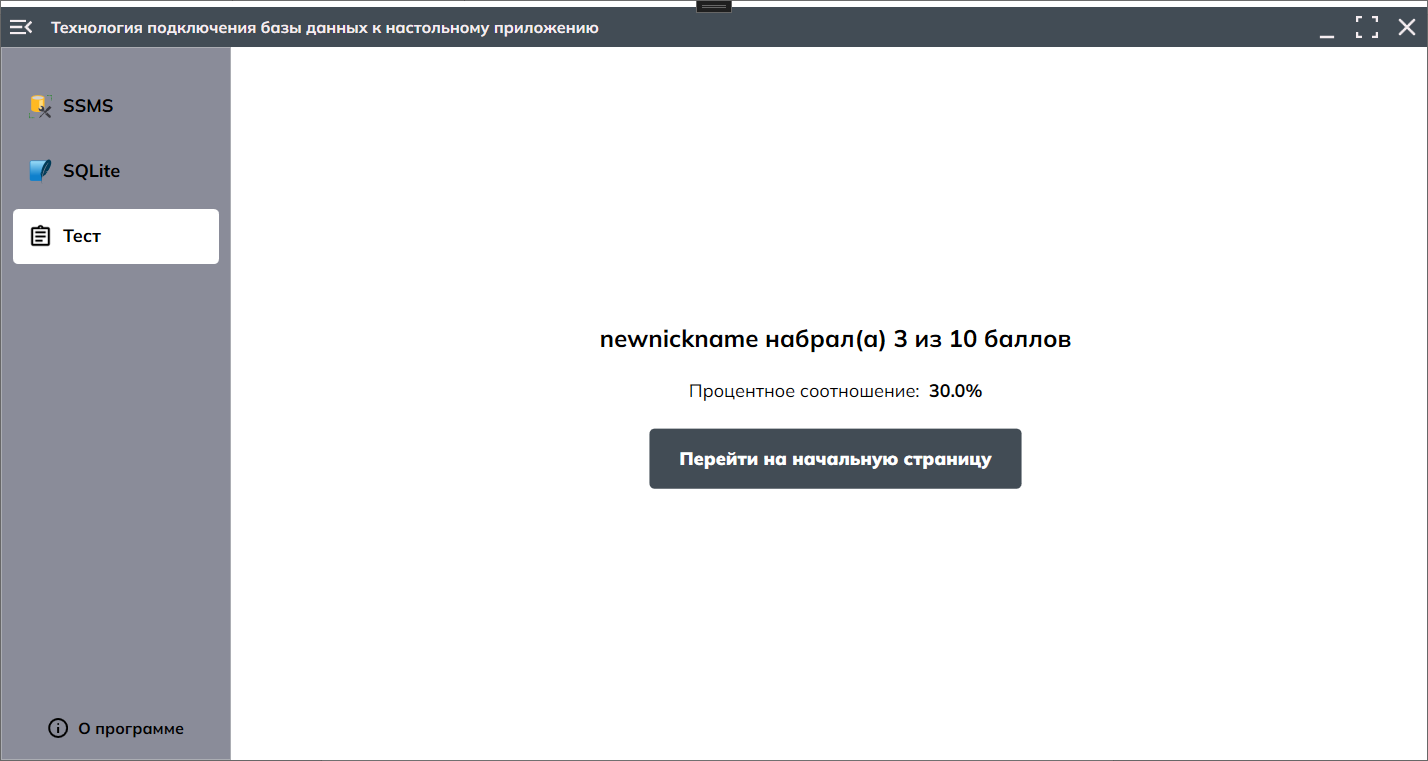 Технология подключения базы данных к настольному приложению
SSMS
SQLite
Тест
newnickname набрал(а) 3 из 10 баллов
Процентное соотношение: 30.0%
Перейти на начальную страницу
О программе